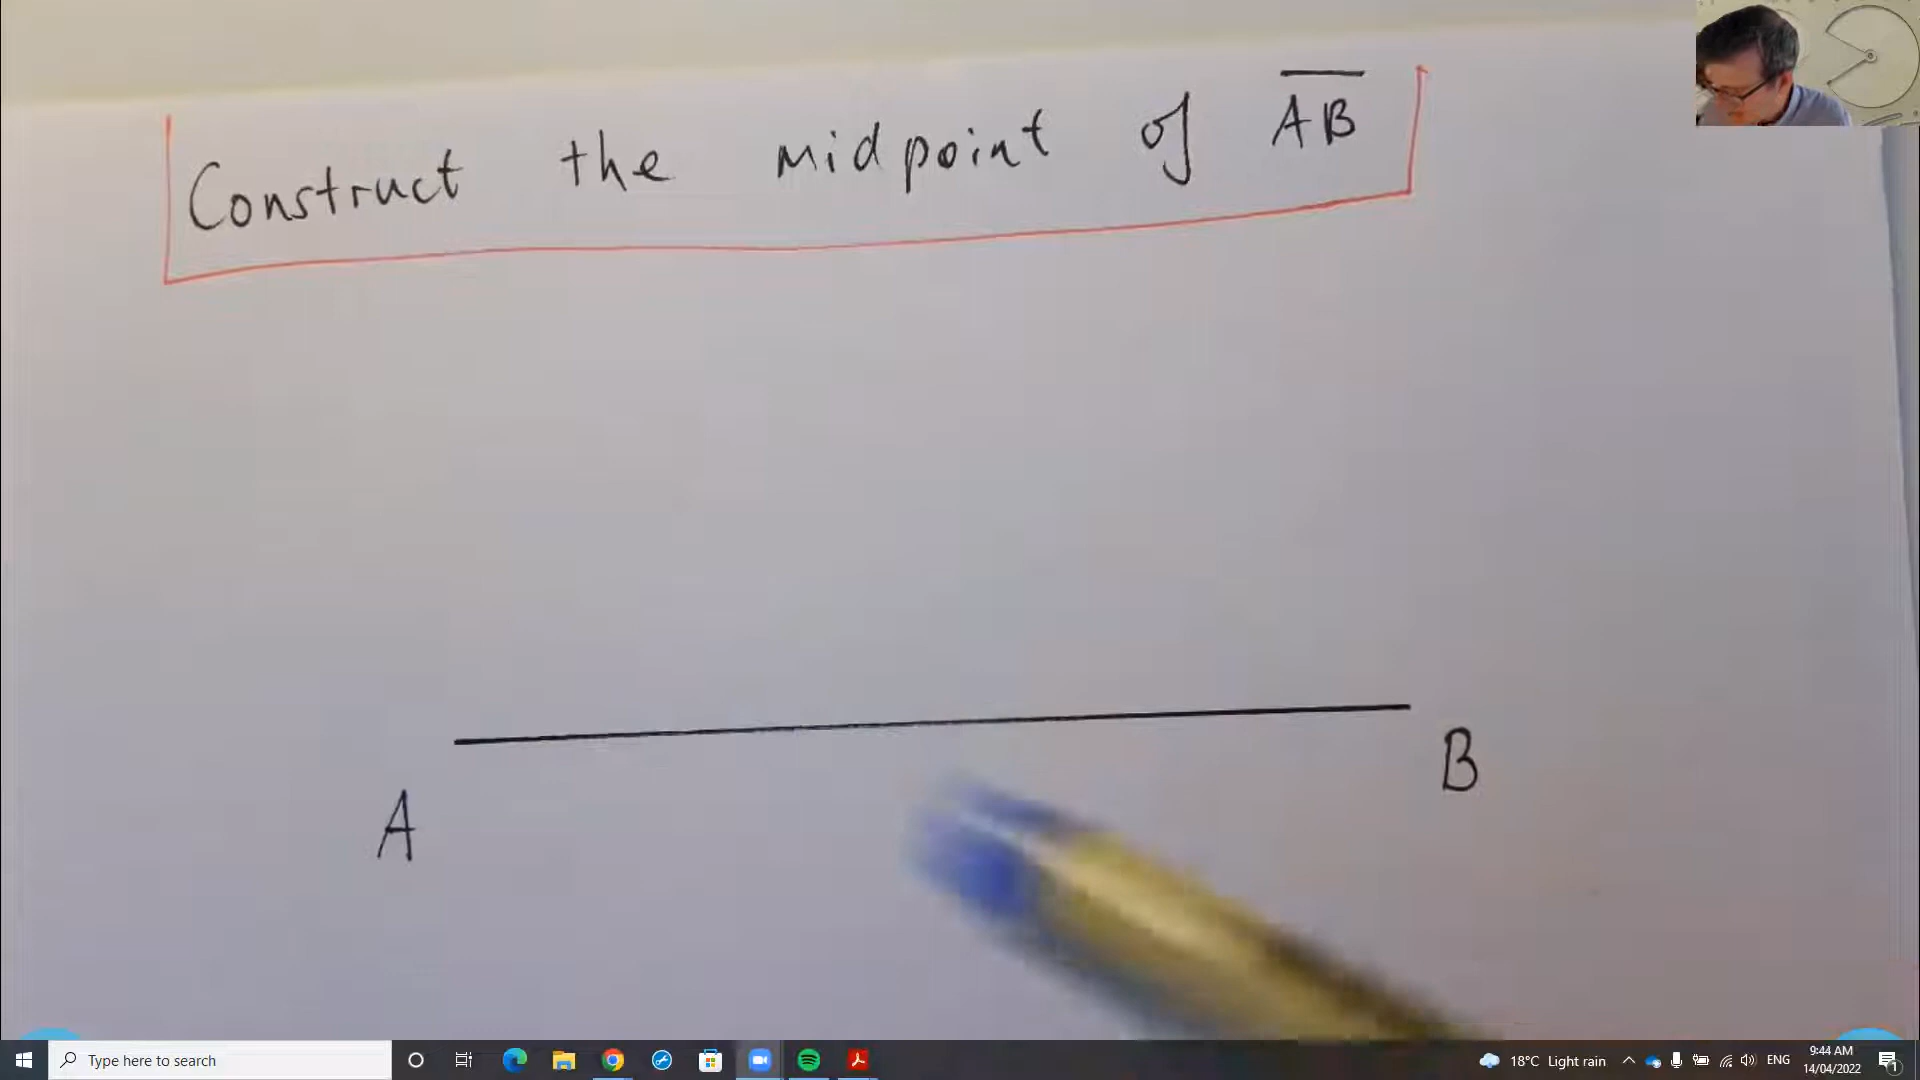 Construct the midpoint of AB
A
B
Type here to search
18°C Light rain
ENG
9:44 AM
14/04/2022
1